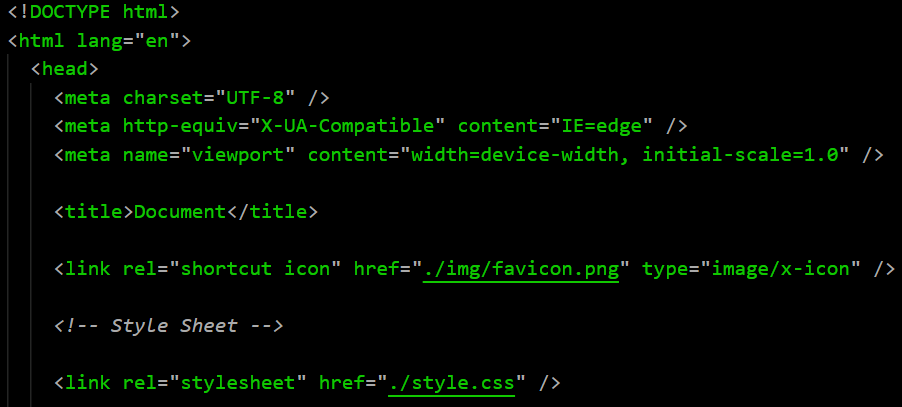 <!DOCTYPE html>
<html lang="en">
<head>
<meta charset="UTF-8" />
<meta http-equiv="X-UA-Compatible" content="IE=edge" />
<meta name="viewport" content="width=device-width, initial-scale=1.0" />
<title>Document</title>
<link rel="shortcut icon" href="./img/favicon.png" type="image/x-icon" />
<!-- Style Sheet -->
<link rel="stylesheet" href="./style.css" />